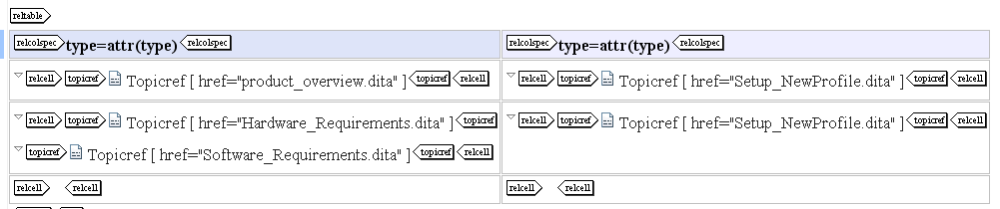 reltable
relcolspec type=attr(type) relcolspec relcolspec type=attr(type) relcolspec
relcell topicref Topicref [ href="product_overview.dita" ] topicref relcell relcell topicref Topicref [ href="Setup_NewProfile.dita" ] topicref relcell
relcell topicref Topicref [ href="Hardware_Requirements.dita" ] topicref relcell topicref Topicref [ href="Setup_NewProfile.dita" ] topicref relcell
topicref Topicref [ href="Software_Requirements.dita" ] topicref relcell
relcell relcell relcell relcell